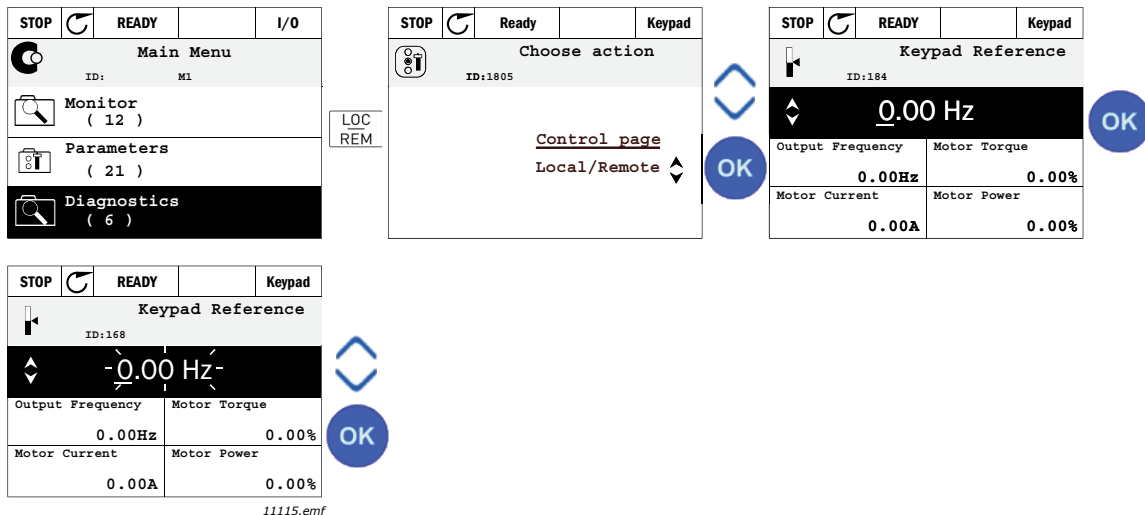 STOP READY I/O
Main Menu
ID: M1
Monitor
( 12 )
Parameters
( 21 )
Diagnostics
( 6 )
LOC
REM
STOP Ready Keypad
Choose action
ID:1805
Control page
Local/Remote
OK
STOP READY Keypad
Keypad Reference
ID:184
0.00 Hz
Output Frequency Motor Torque
0.00Hz 0.00%
Motor Current Motor Power
0.00A 0.00%
OK
STOP READY Keypad
Keypad Reference
ID:168
0.00 Hz
Output Frequency Motor Torque
0.00Hz 0.00%
Motor Current Motor Power
0.00A 0.00%
OK
11115.emf